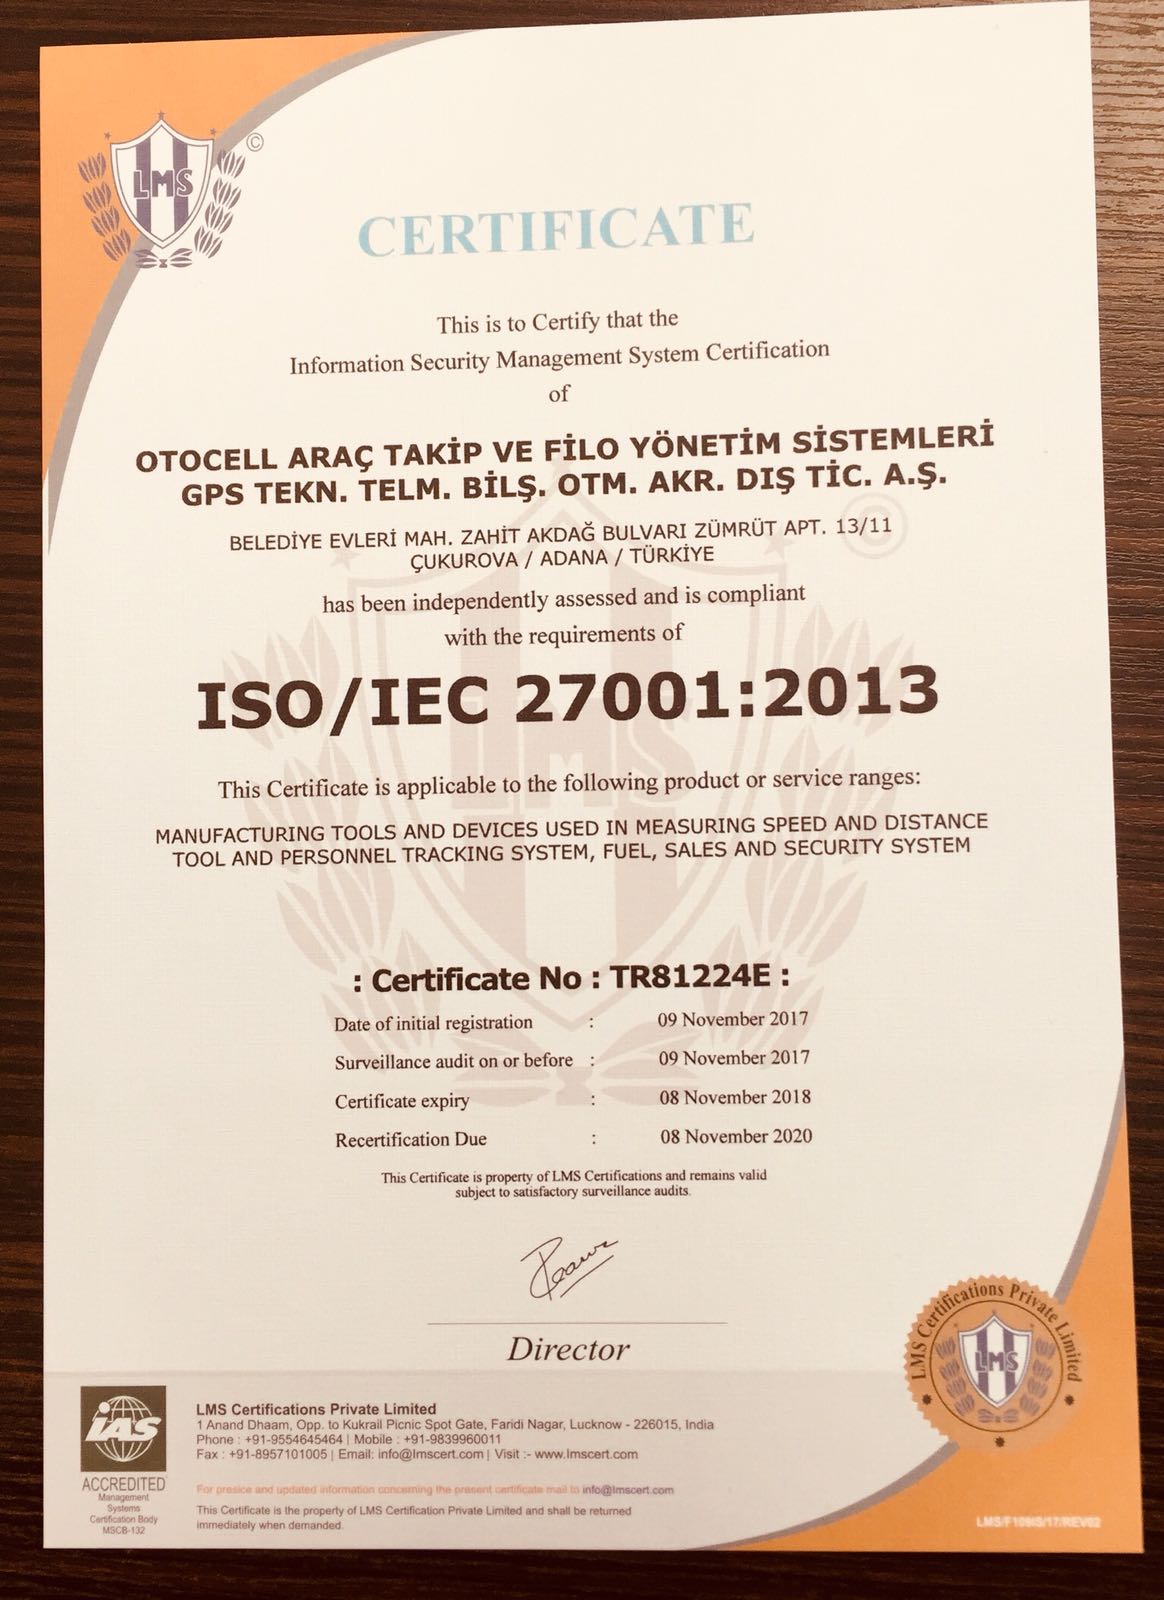 LMS
©
CERTIFICATE
This is to Certify that the
Information Security Management System Certification
of
OTOCELL ARAÇ TAKİP VE FİLO YÖNETİM SİSTEMLERİ
GPS TEKN. TELM. BİLŞ. OTM. AKR. DIŞ TİC. A.Ş.
BELEDİYE EVLERİ MAH. ZAHİT AKDAĞ BULVARI ZÜMRÜT APT. 13/11
ÇUKUROVA / ADANA / TÜRKİYE
has been independently assessed and is compliant
with the requirements of
ISO/IEC 27001:2013
This Certificate is applicable to the following product or service ranges:
MANUFACTURING TOOLS AND DEVICES USED IN MEASURING SPEED AND DISTANCE
TOOL AND PERSONNEL TRACKING SYSTEM, FUEL, SALES AND SECURITY SYSTEM
: Certificate No : TR81224E :
Date of initial registration : 09 November 2017
Surveillance audit on or before : 09 November 2017
Certificate expiry : 08 November 2018
Recertification Due : 08 November 2020
This Certificate is property of LMS Certifications and remains valid
subject to satisfactory surveillance audits.
Director
LMS Certifications Private Limited
LMS
IAS
ACCREDITED
Management
Systems
Certification Body
MSCB-132
LMS Certifications Private Limited
1 Anand Dhaam, Opp. to Kukrail Picnic Spot Gate, Faridi Nagar, Lucknow - 226015, India
Phone : +91-9554645464 | Mobile : +91-9839960011
Fax : +91-8957101005 | Email: info@lmscert.com | Visit :- www.lmscert.com
For presice and updated information concerning the present certificate mail to info@lmscert.com
This Certificate is the property of LMS Certification Private Limited and shall be returned
immediately when demanded.
LMS/F109IS/17/REV02